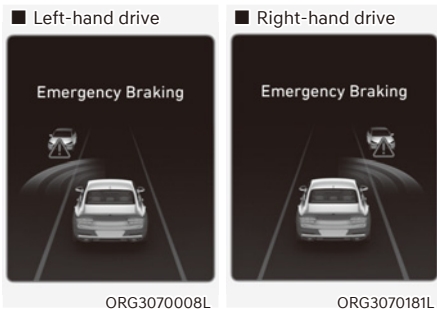 ■ Left-hand drive
Emergency Braking
ORG3070008L
■ Right-hand drive
Emergency Braking
ORG3070181L